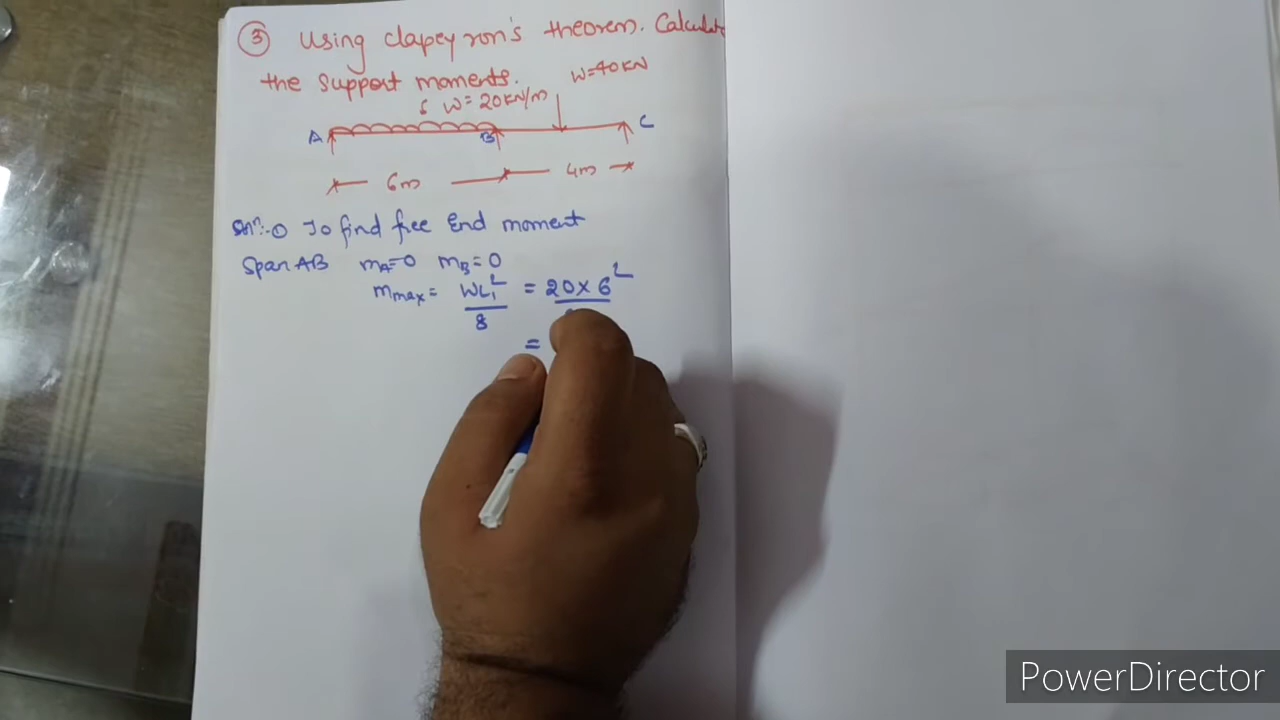 ③ Using clapeyron's theorem. Calculate
the support moments.
W=40KN
W=20KN/m
A B C
6m 4m
Soln:- ① To find free End moment
Span AB mA=0 mB=0
Mmax= WL₁² = 20×6²
8
=
PowerDirector